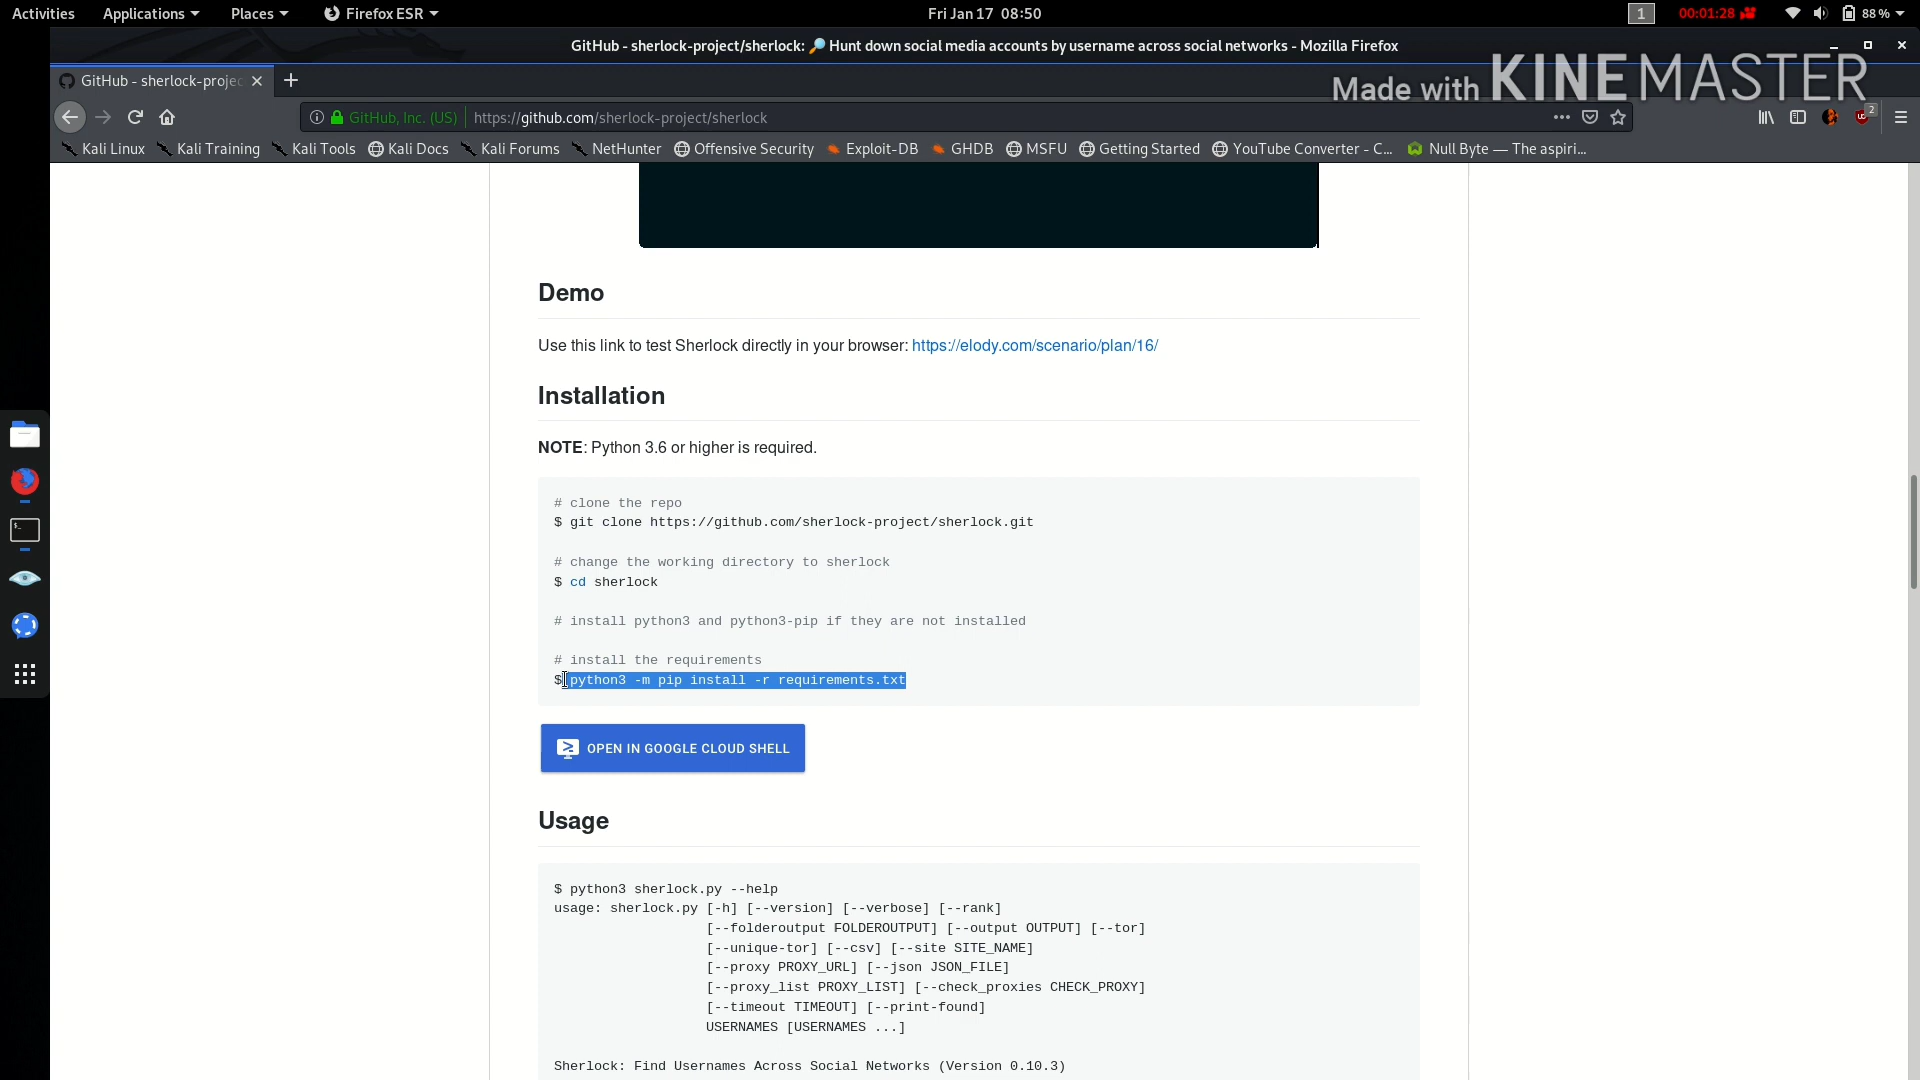 Activities Applications Places Firefox ESR Fri Jan 17 08:50 1 00:01:28 88 %
GitHub - sherlock-project/sherlock: 🔎 Hunt down social media accounts by username across social networks - Mozilla Firefox
GitHub - sherlock-projec
Made with KINEMASTER
GitHub, Inc. (US) https://github.com/sherlock-project/sherlock 2
Kali Linux Kali Training Kali Tools Kali Docs Kali Forums NetHunter Offensive Security Exploit-DB GHDB MSFU Getting Started YouTube Converter - C... Null Byte — The aspiri...
Demo
Use this link to test Sherlock directly in your browser: https://elody.com/scenario/plan/16/
Installation
NOTE: Python 3.6 or higher is required.
# clone the repo
$ git clone https://github.com/sherlock-project/sherlock.git
# change the working directory to sherlock
$ cd sherlock
# install python3 and python3-pip if they are not installed
# install the requirements
$ python3 -m pip install -r requirements.txt
OPEN IN GOOGLE CLOUD SHELL
Usage
$ python3 sherlock.py --help
usage: sherlock.py [-h] [--version] [--verbose] [--rank]
[--folderoutput FOLDEROUTPUT] [--output OUTPUT] [--tor]
[--unique-tor] [--csv] [--site SITE_NAME]
[--proxy PROXY_URL] [--json JSON_FILE]
[--proxy_list PROXY_LIST] [--check_proxies CHECK_PROXY]
[--timeout TIMEOUT] [--print-found]
USERNAMES [USERNAMES ...]
Sherlock: Find Usernames Across Social Networks (Version 0.10.3)